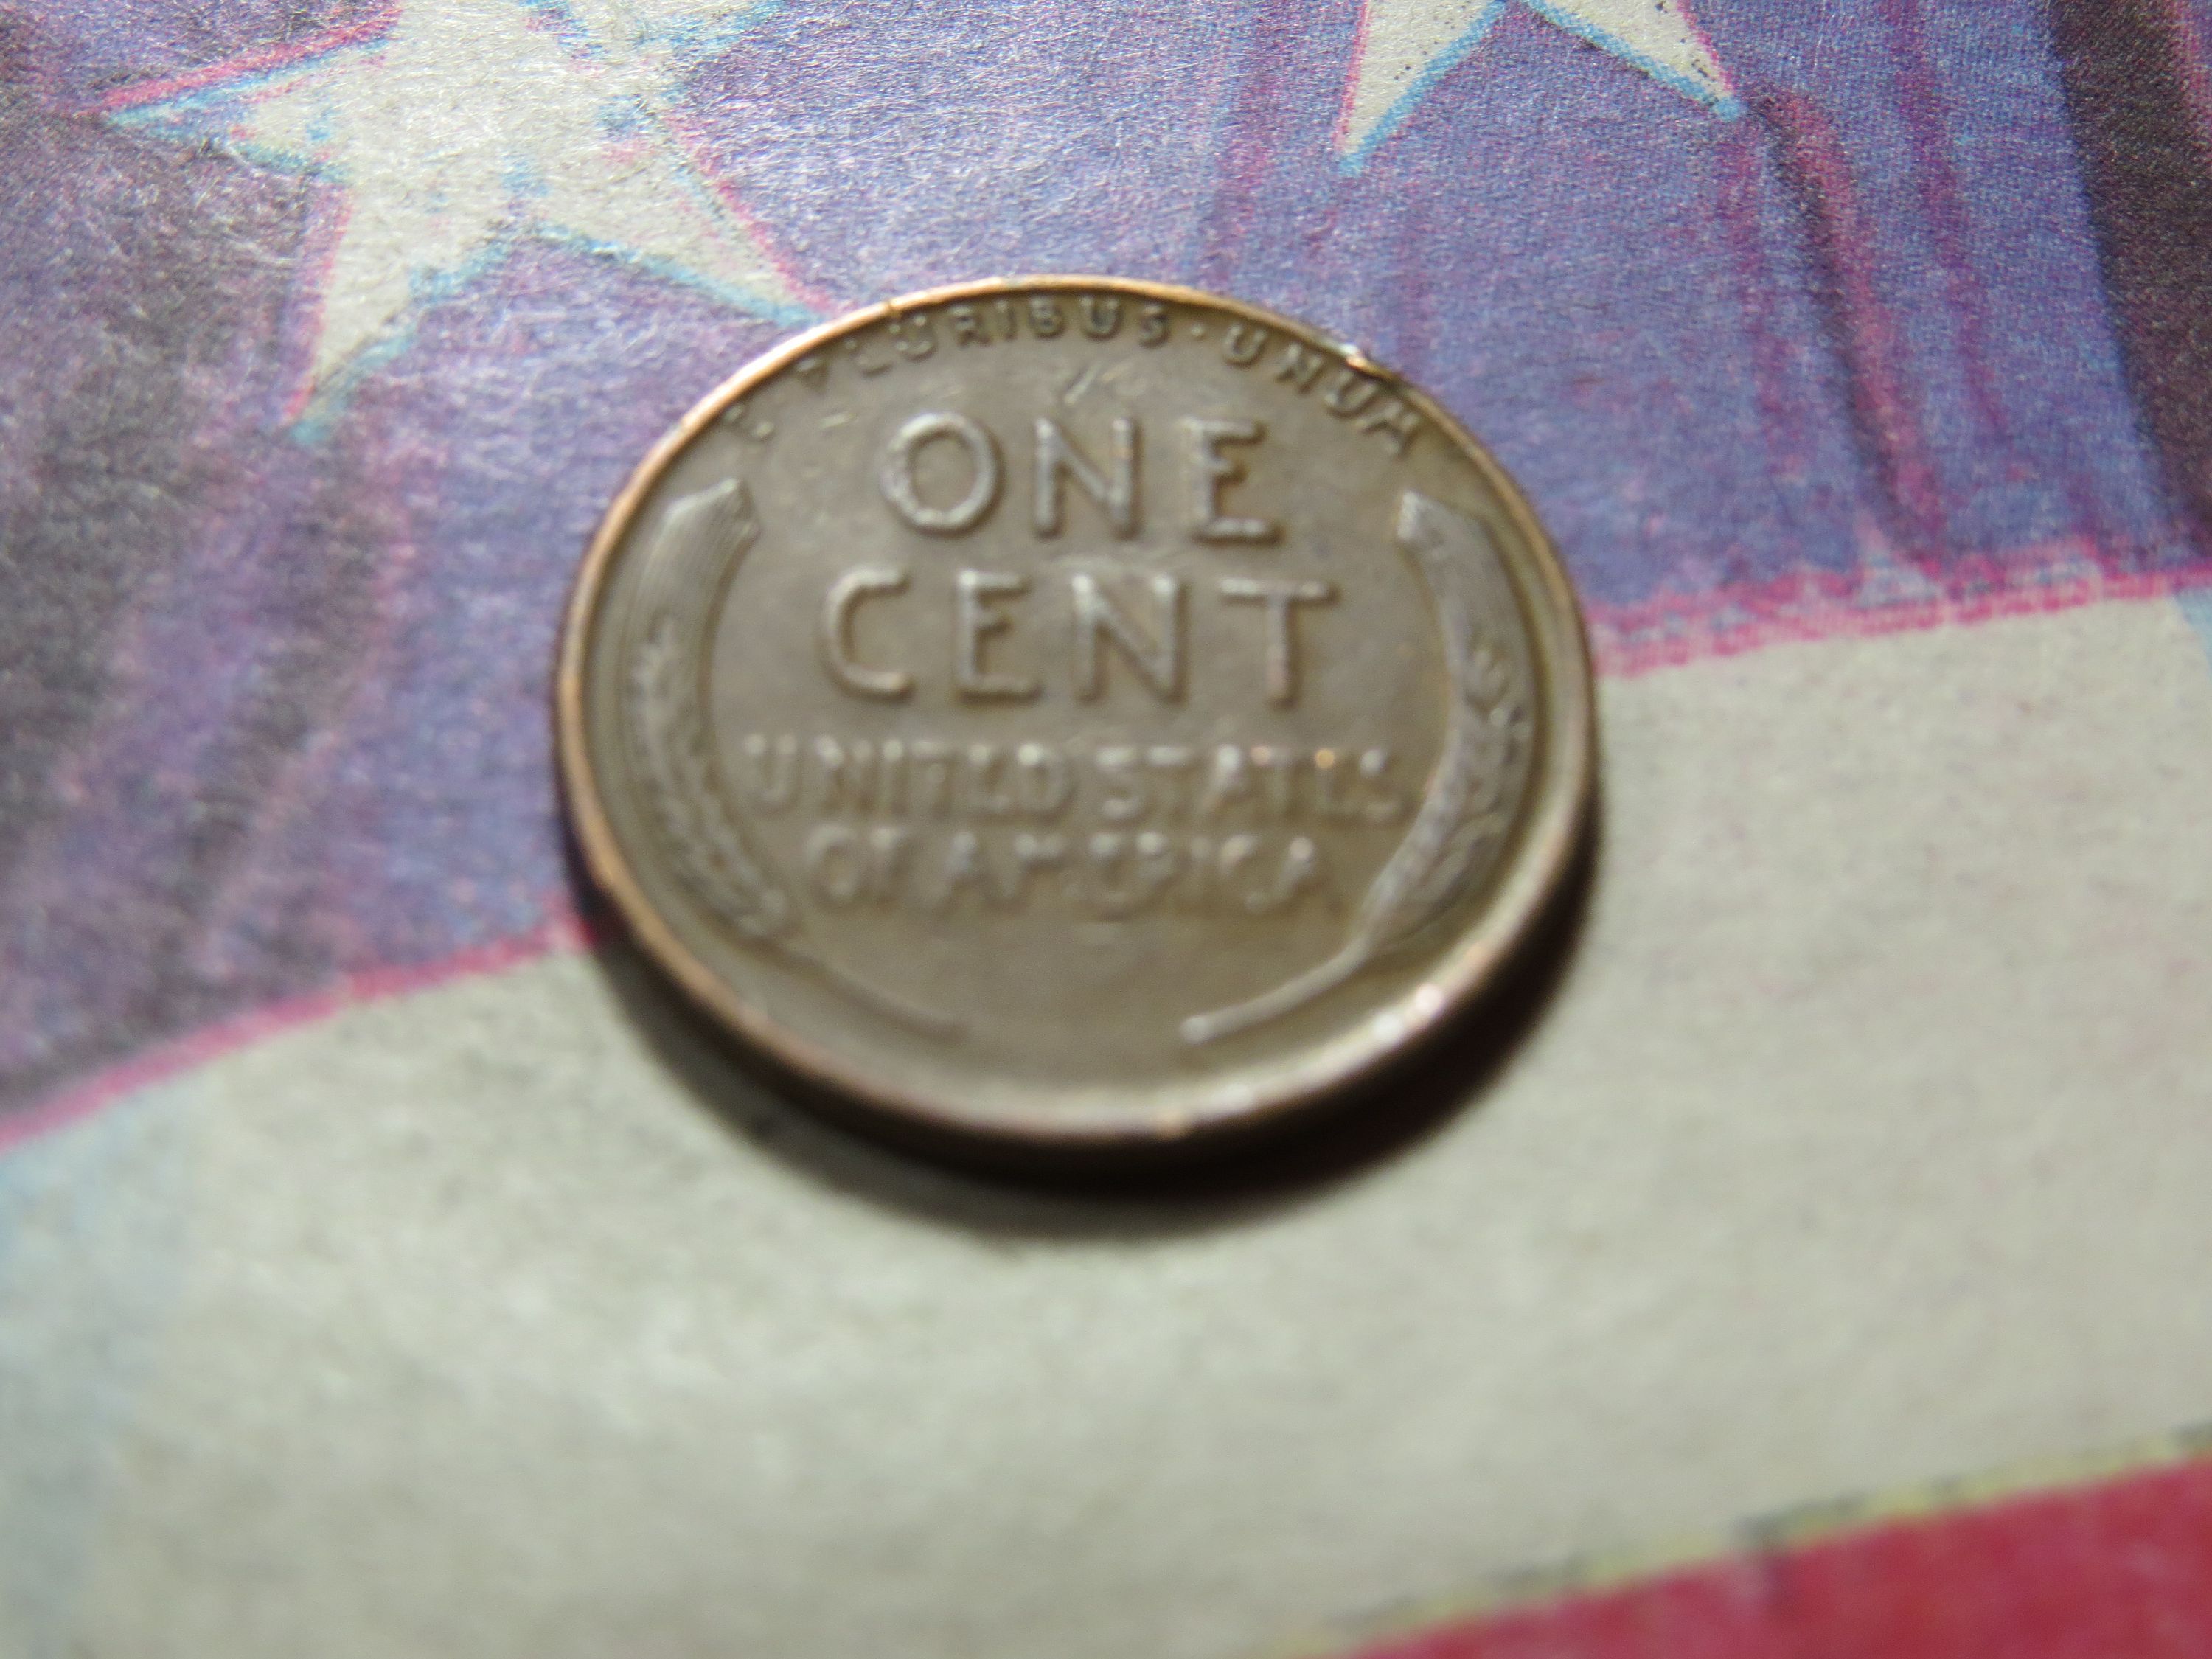 E·PLURIBUS·UNUM
ONE
CENT
UNITED STATES
OF AMERICA